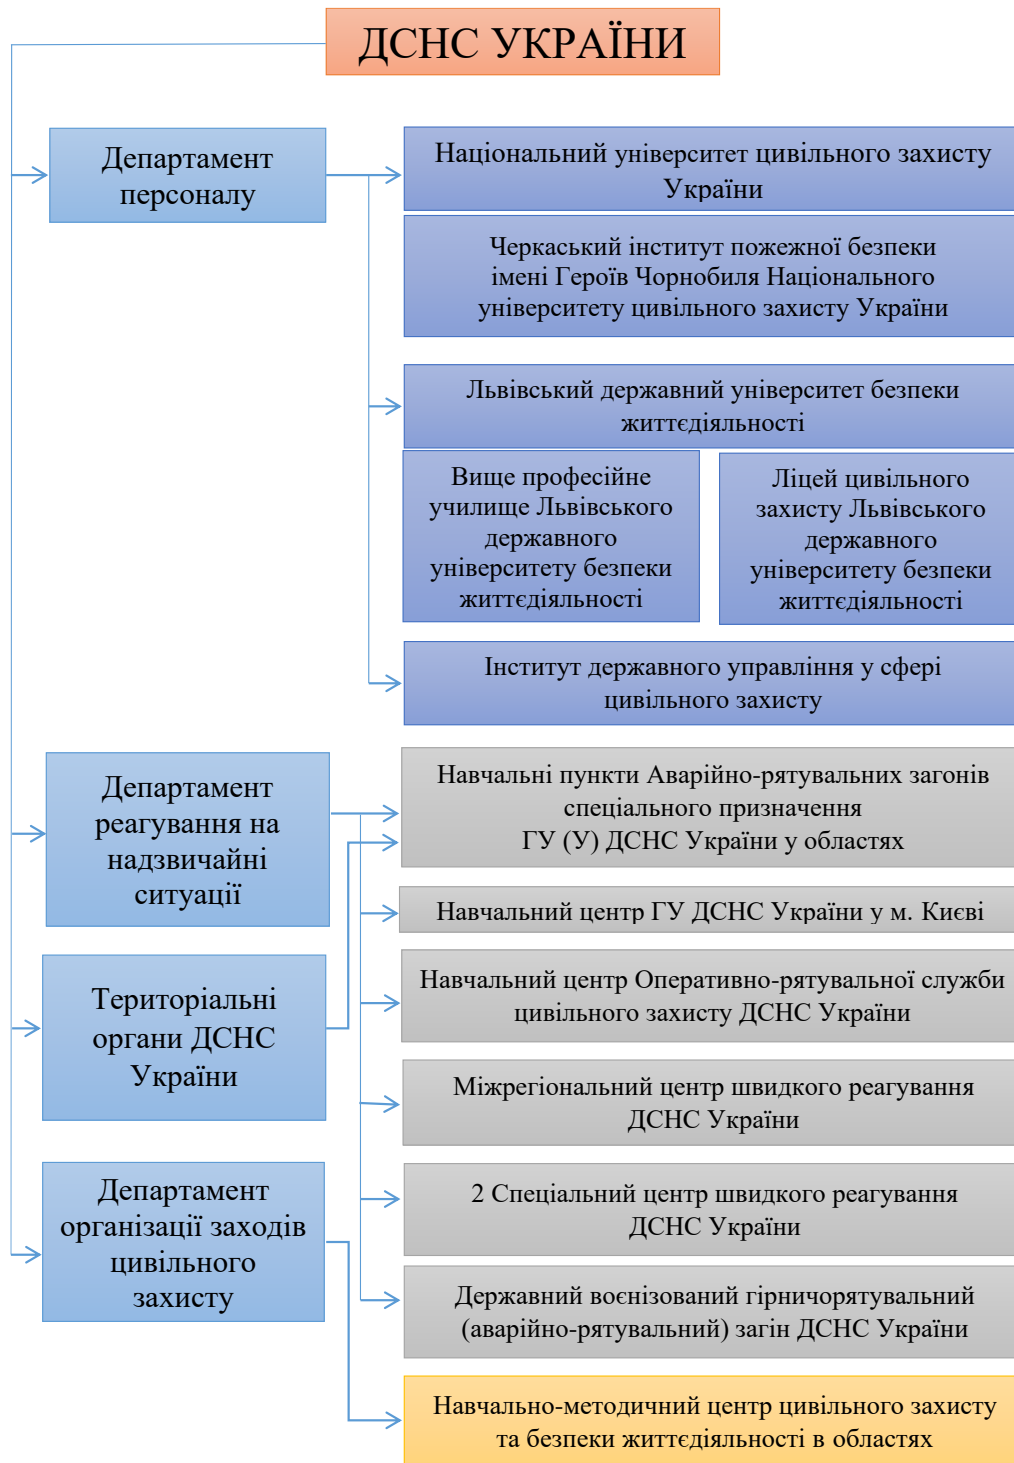 ДСНС УКРАЇНИ
Департамент
персоналу
Національний університет цивільного захисту
України
Черкаський інститут пожежної безпеки
імені Героїв Чорнобиля Національного
університету цивільного захисту України
Львівський державний університет безпеки
життєдіяльності
Вище професійне
училище Львівського
державного
університету безпеки
життєдіяльності
Ліцей цивільного
захисту Львівського
державного
університету безпеки
життєдіяльності
Інститут державного управління у сфері
цивільного захисту
Департамент
реагування на
надзвичайні
ситуації
Навчальні пункти Аварійно-рятувальних загонів
спеціального призначення
ГУ (У) ДСНС України у областях
Навчальний центр ГУ ДСНС України у м. Києві
Територіальні
органи ДСНС
України
Навчальний центр Оперативно-рятувальної служби
цивільного захисту ДСНС України
Міжрегіональний центр швидкого реагування
ДСНС України
Департамент
організації заходів
цивільного
захисту
2 Спеціальний центр швидкого реагування
ДСНС України
Державний воєнізований гірничорятувальний
(аварійно-рятувальний) загін ДСНС України
Навчально-методичний центр цивільного захисту
та безпеки життєдіяльності в областях